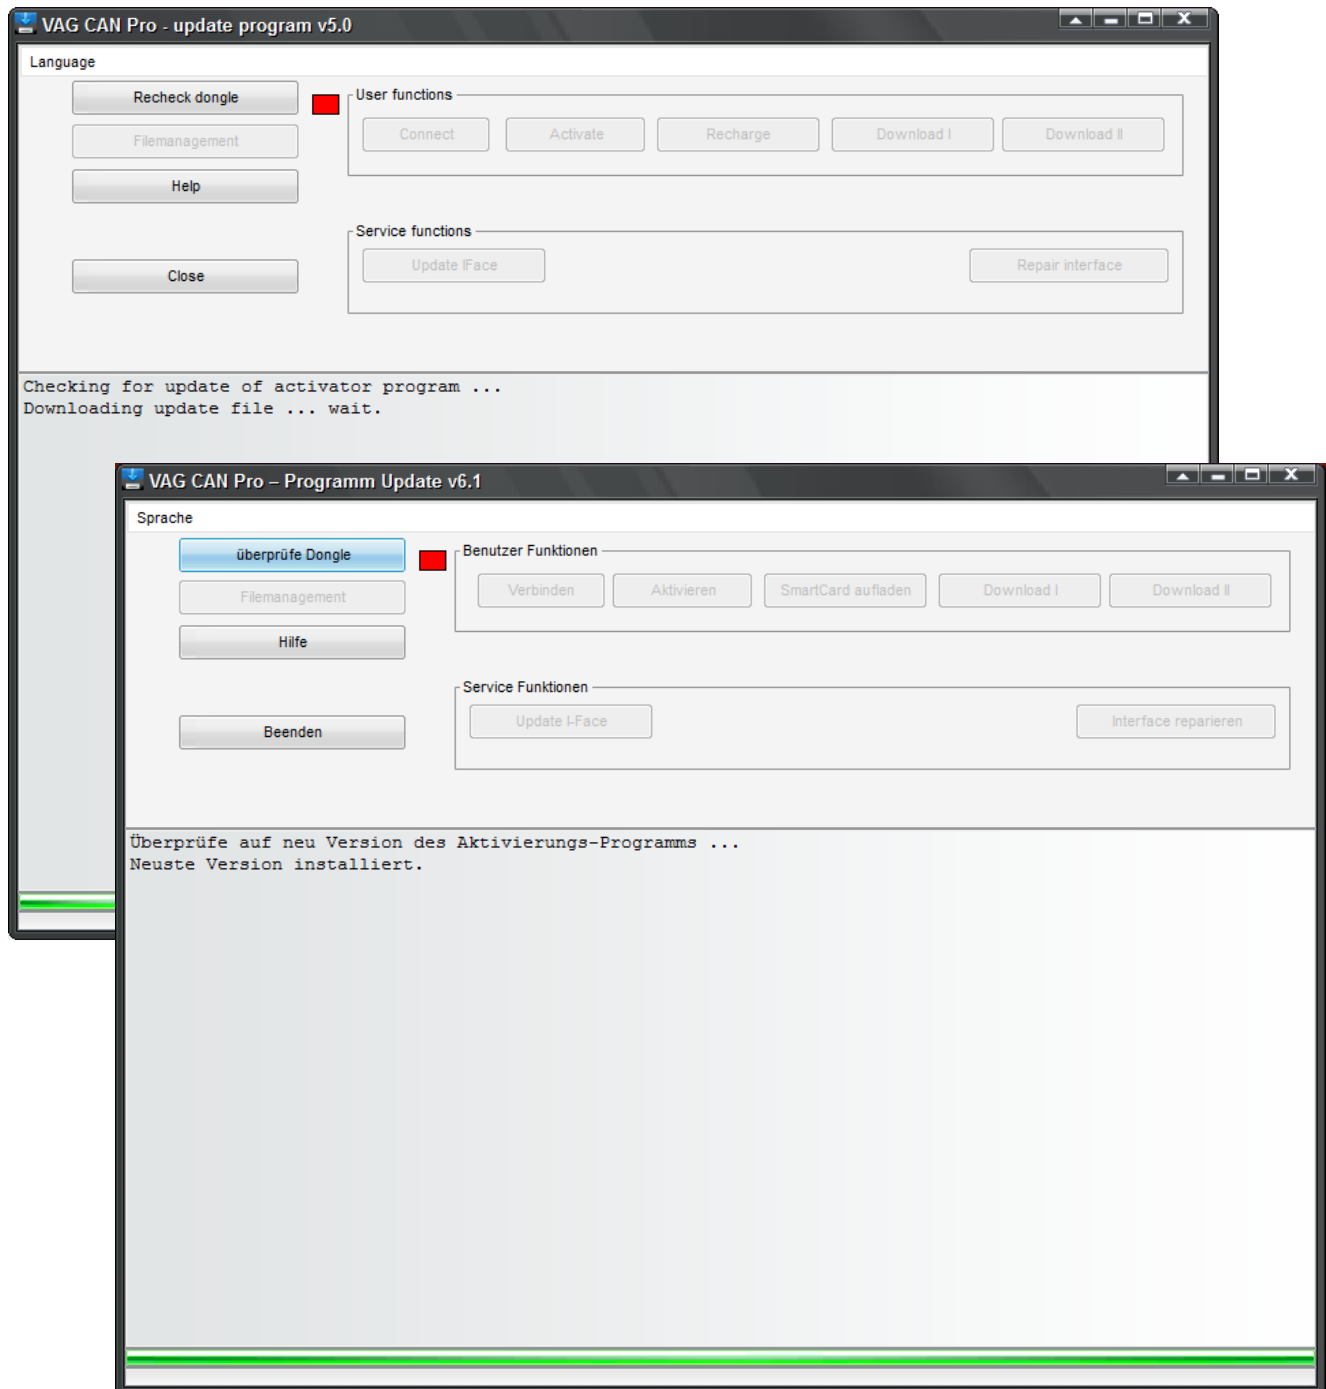 VAG CAN Pro - update program v5.0
Language
Recheck dongle
User functions
Connect Activate Recharge Download I Download II
Filemanagement
Help
Service functions
Update IFace Repair interface
Close
Checking for update of activator program ...
Downloading update file ... wait.
VAG CAN Pro – Programm Update v6.1
Sprache
überprüfe Dongle
Benutzer Funktionen
Verbinden Aktivieren SmartCard aufladen Download I Download II
Filemanagement
Hilfe
Service Funktionen
Update I-Face Interface reparieren
Beenden
Überprüfe auf neu Version des Aktivierungs-Programms ...
Neuste Version installiert.